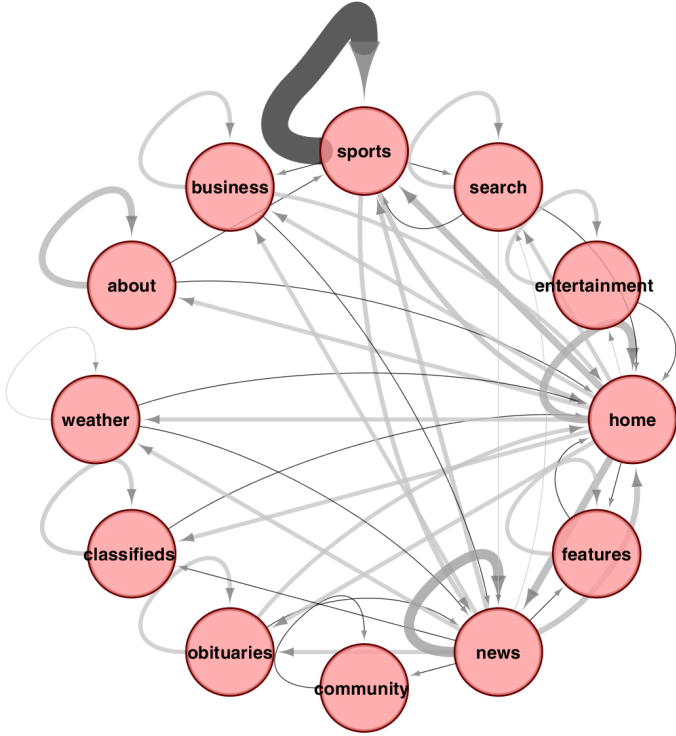 sports
business
search
about
entertainment
weather
home
classifieds
features
obituaries
news
community